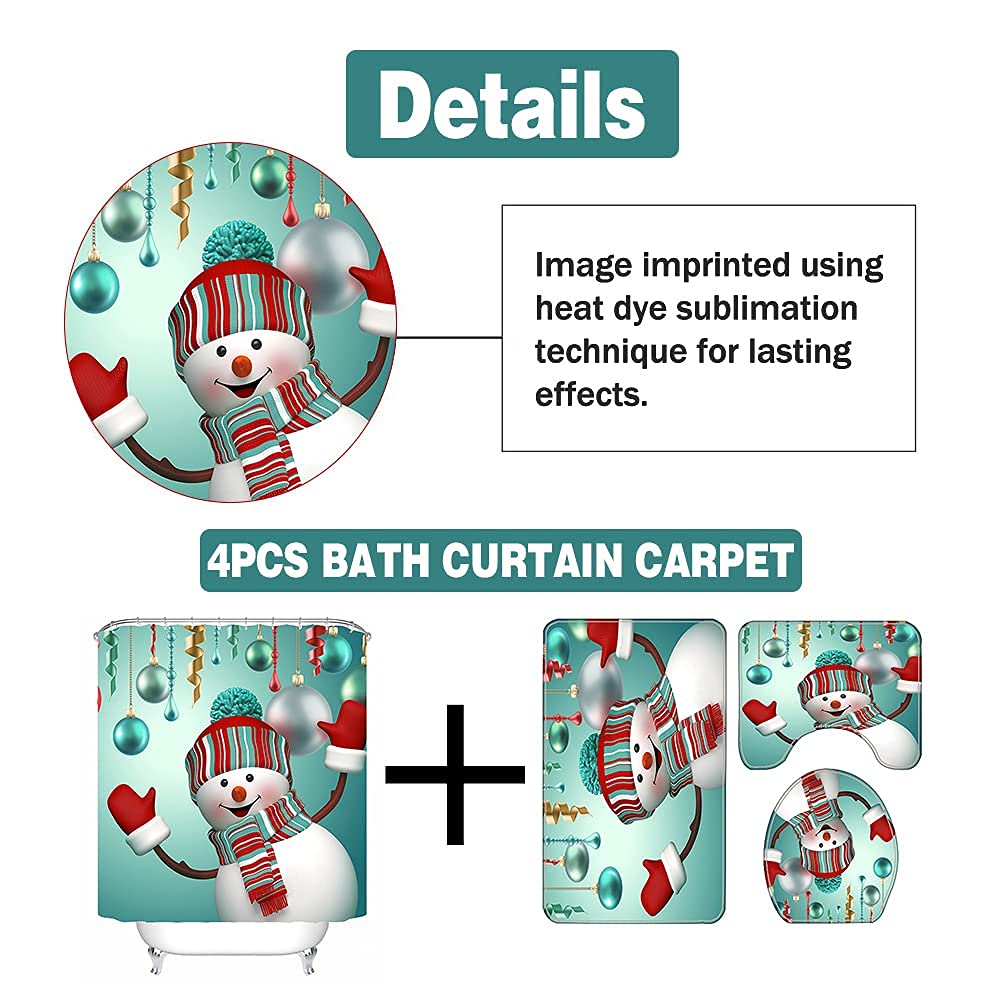 Details
Image imprinted using
heat dye sublimation
technique for lasting
effects.
4PCS BATH CURTAIN CARPET